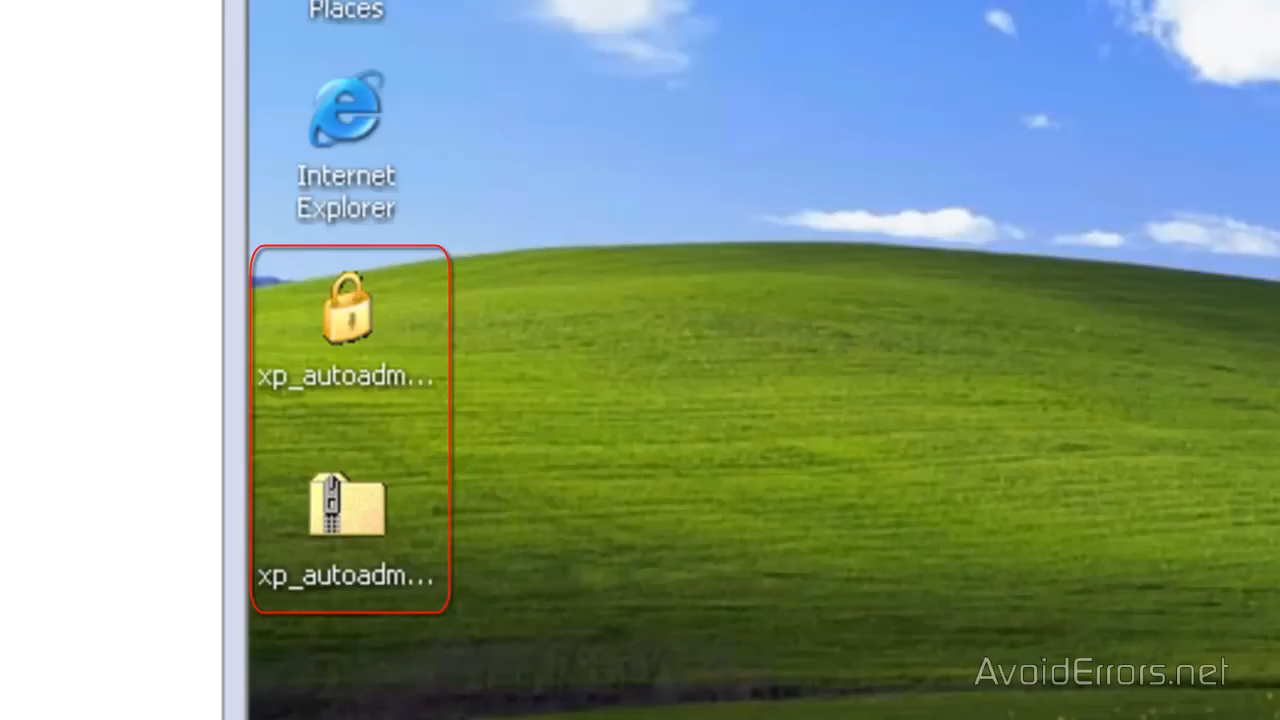 Places
Internet
Explorer
xp_autoadm...
xp_autoadm...
AvoidErrors.net